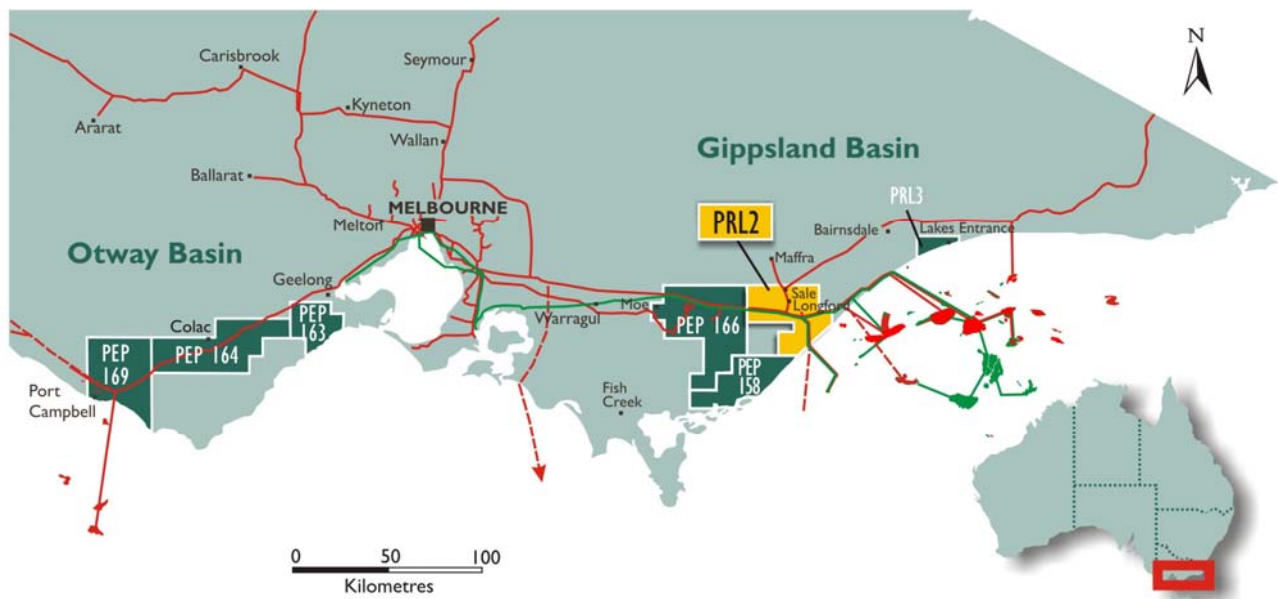 N
Carisbrook
Seymour
Kyneton
Ararat
Wallan
Gippsland Basin
Ballarat
PRL3
MELBOURNE
PRL2
Melton
Bairnsdale
Lakes Entrance
Otway Basin
Maffra
Geelong
Sale
Longford
Moe
Warragul
PEP
163
Colac
PEP 166
PEP 164
PEP
169
PEP
158
Port
Campbell
Fish
Creek
0 50 100
Kilometres